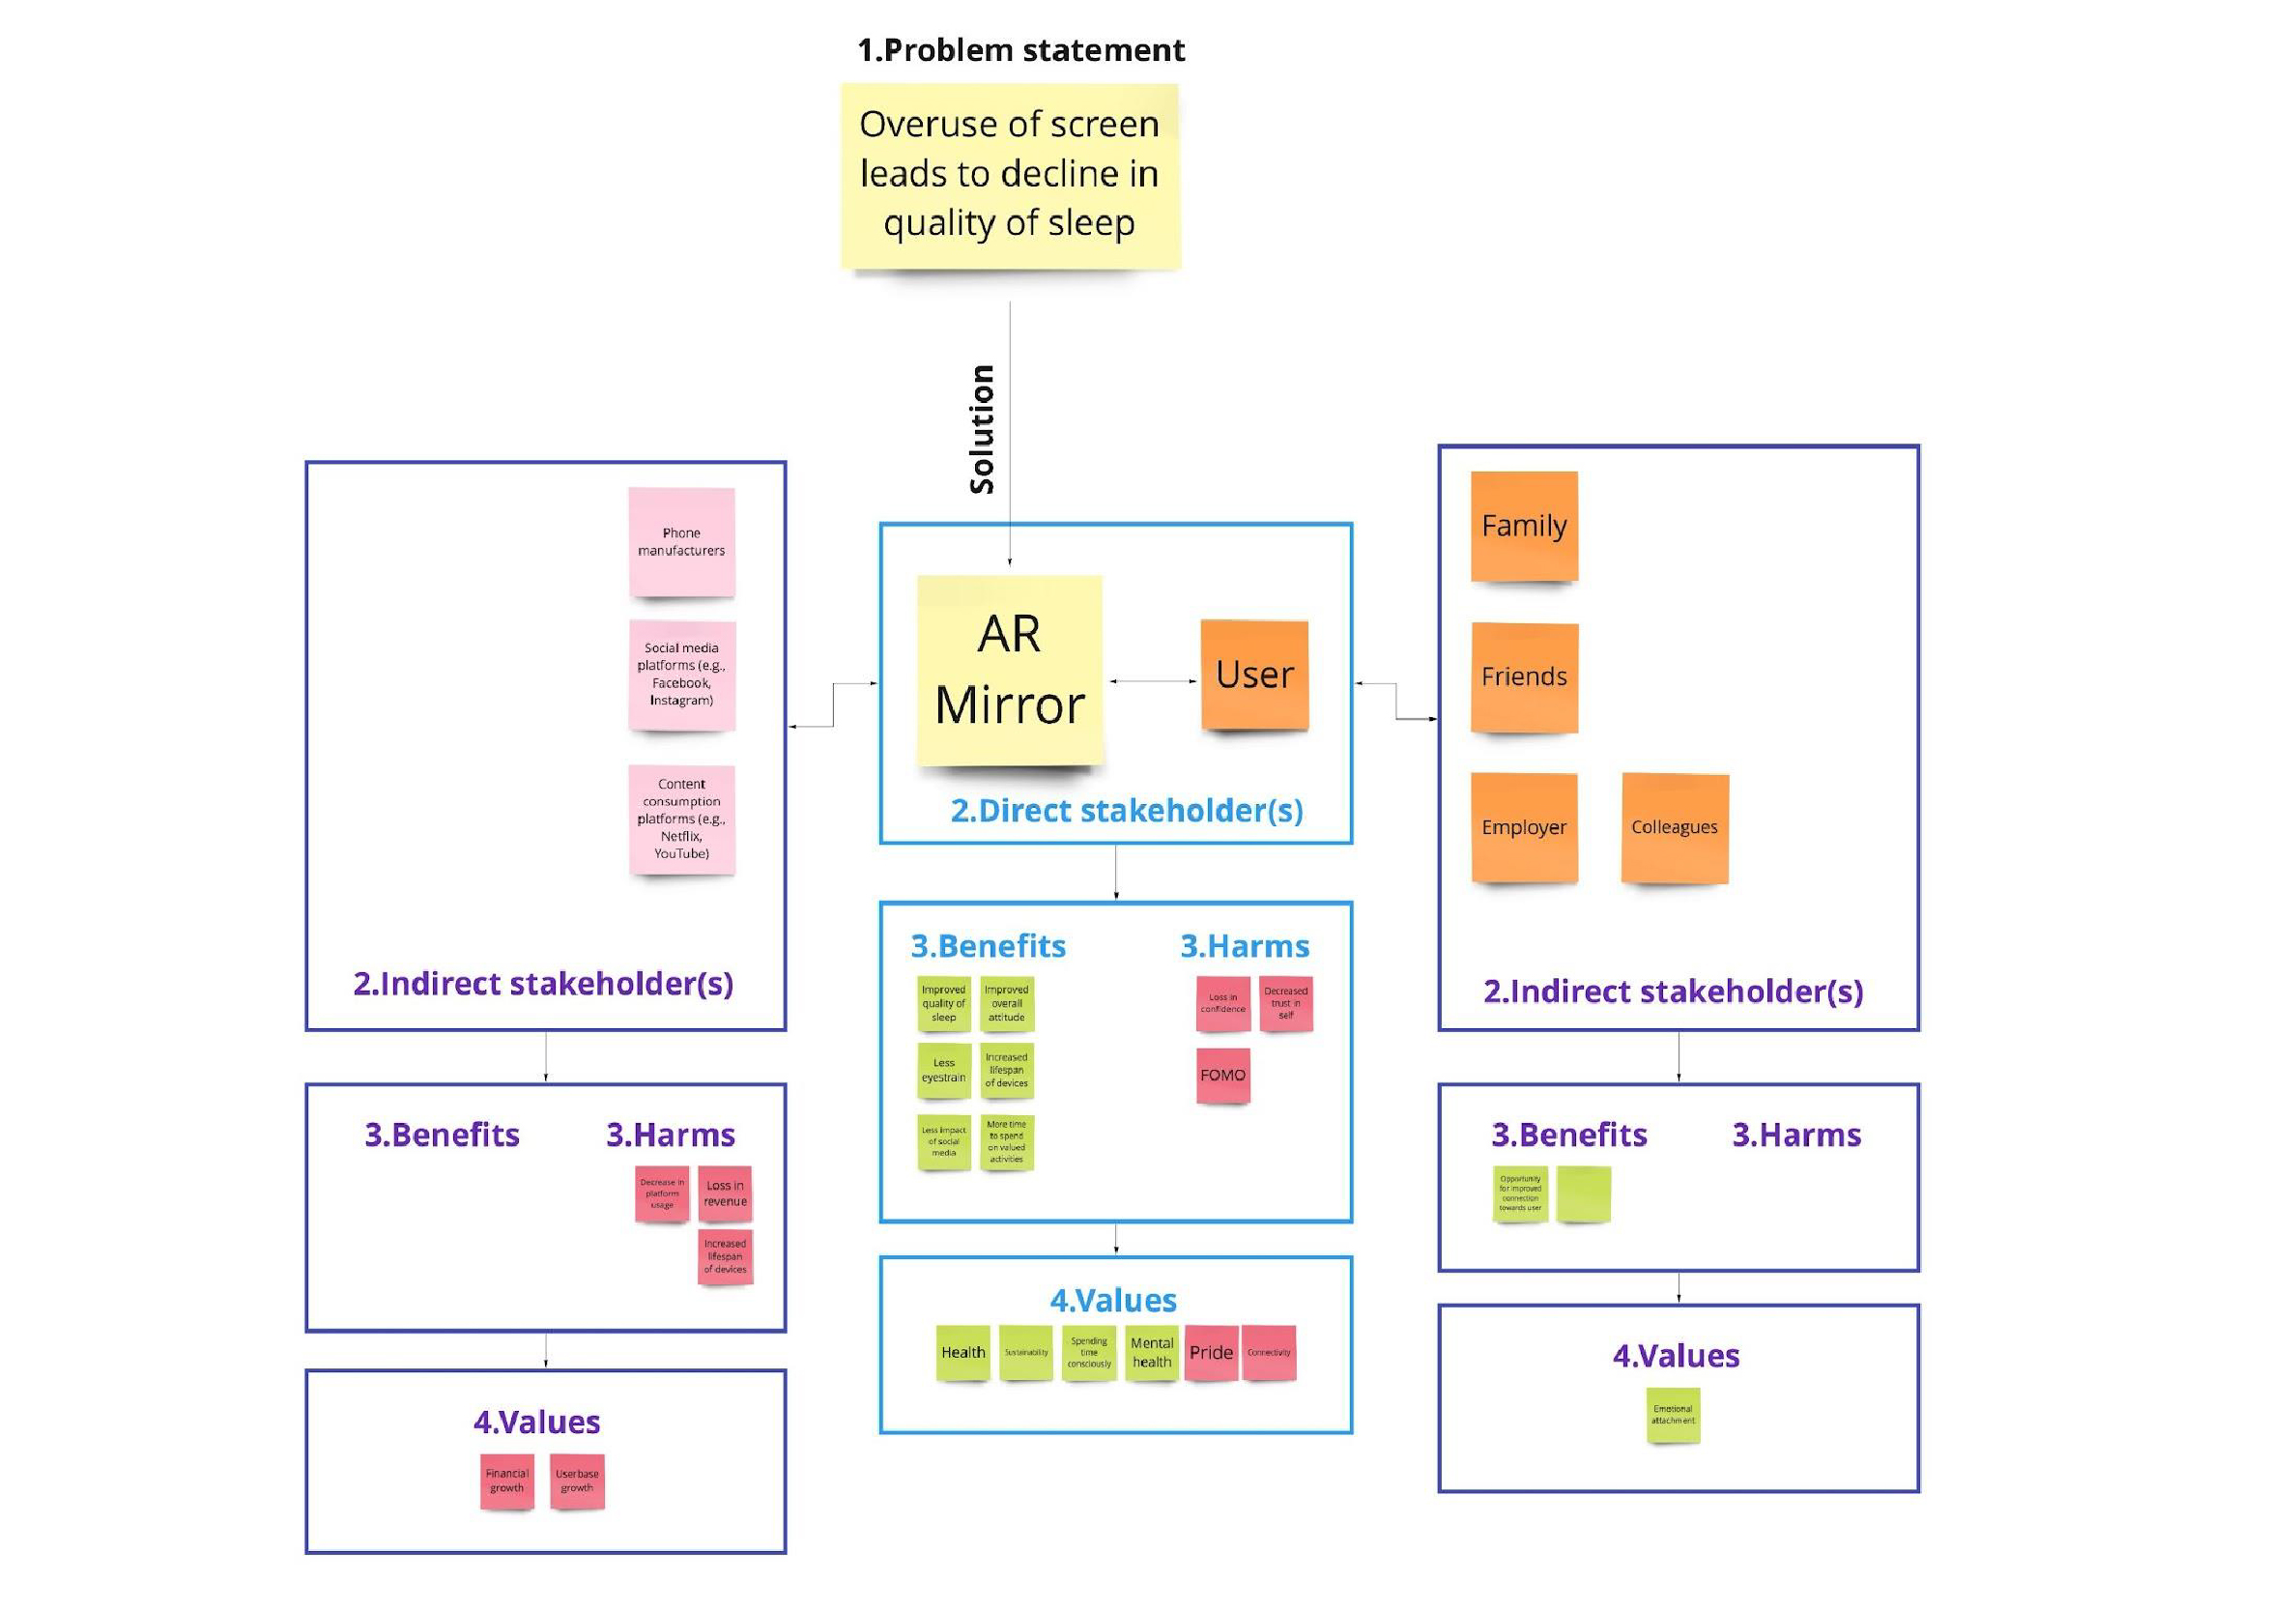 1.Problem statement
Overuse of screen
leads to decline in
quality of sleep
Solution
Phone
manufacturers
Social media
platforms (e.g.,
Facebook,
Instagram)
Content
consumption
platforms (e.g.,
Netflix,
YouTube)
2.Indirect stakeholder(s)
AR
Mirror
User
2.Direct stakeholder(s)
Family
Friends
Employer
Colleagues
2.Indirect stakeholder(s)
3.Benefits
3.Harms
Decrease in
platform
usage
Loss in
revenue
Increased
lifespan
of devices
4.Values
Financial
growth
Userbase
growth
3.Benefits
3.Harms
Improved
quality of
sleep
Improved
overall
attitude
Less
eyestrain
Increased
lifespan
of devices
Less impact
of social
media
More time
to spend
on valued
activities
Loss in
confidence
Decreased
trust in
self
FOMO
4.Values
Health
Sustainability
Spending
time
consciously
Mental
health
Pride
Connectivity
3.Benefits
3.Harms
Opportunity
for improved
connection
towards user
4.Values
Emotional
attachment